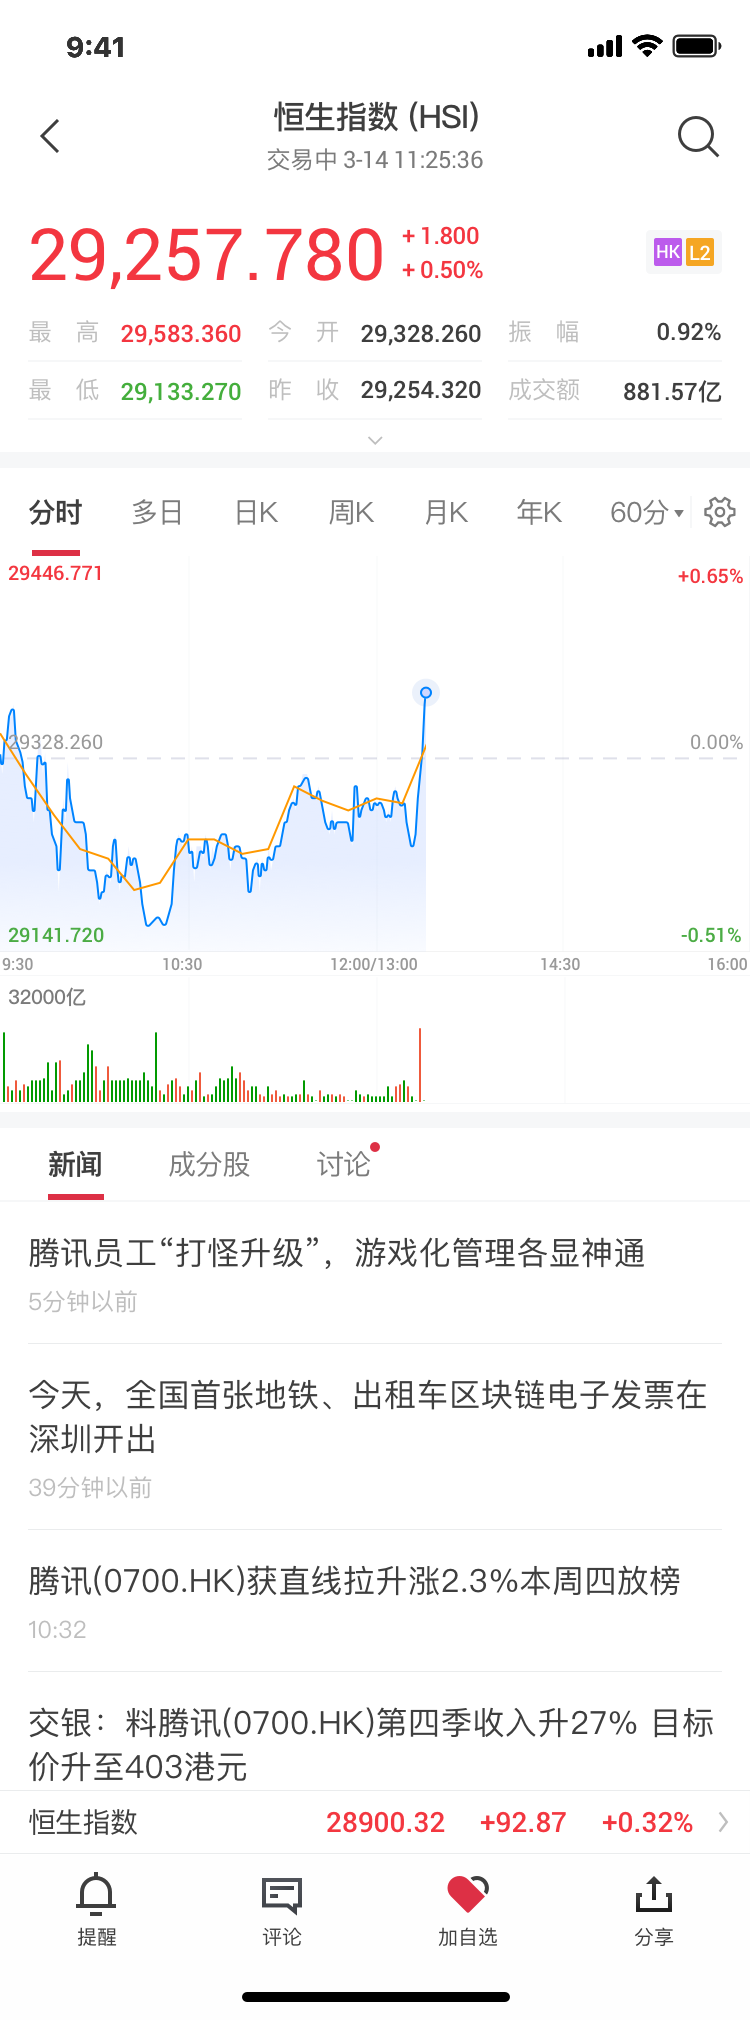 9:41
恒生指数 (HSI)
交易中 3-14 11:25:36
29,257.780
+ 1.800
+ 0.50%
HK L2
最 高 29,583.360 今 开 29,328.260 振 幅 0.92%
最 低 29,133.270 昨 收 29,254.320 成交额 881.57亿
分时 多日 日K 周K 月K 年K 60分
29446.771 +0.65%
29328.260 0.00%
29141.720 -0.51%
9:30 10:30 12:00/13:00 14:30 16:00
32000亿
新闻 成分股 讨论
腾讯员工“打怪升级”，游戏化管理各显神通
5分钟以前
今天，全国首张地铁、出租车区块链电子发票在
深圳开出
39分钟以前
腾讯(0700.HK)获直线拉升涨2.3%本周四放榜
10:32
交银：料腾讯(0700.HK)第四季收入升27% 目标
价升至403港元
恒生指数 28900.32 +92.87 +0.32%
提醒 评论 加自选 分享